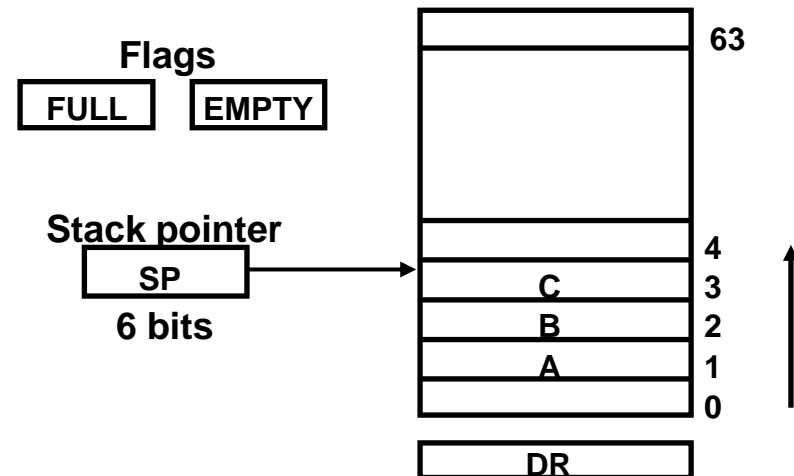 Flags
FULL EMPTY
Stack pointer
SP
6 bits
63
4
C 3
B 2
A 1
0
DR